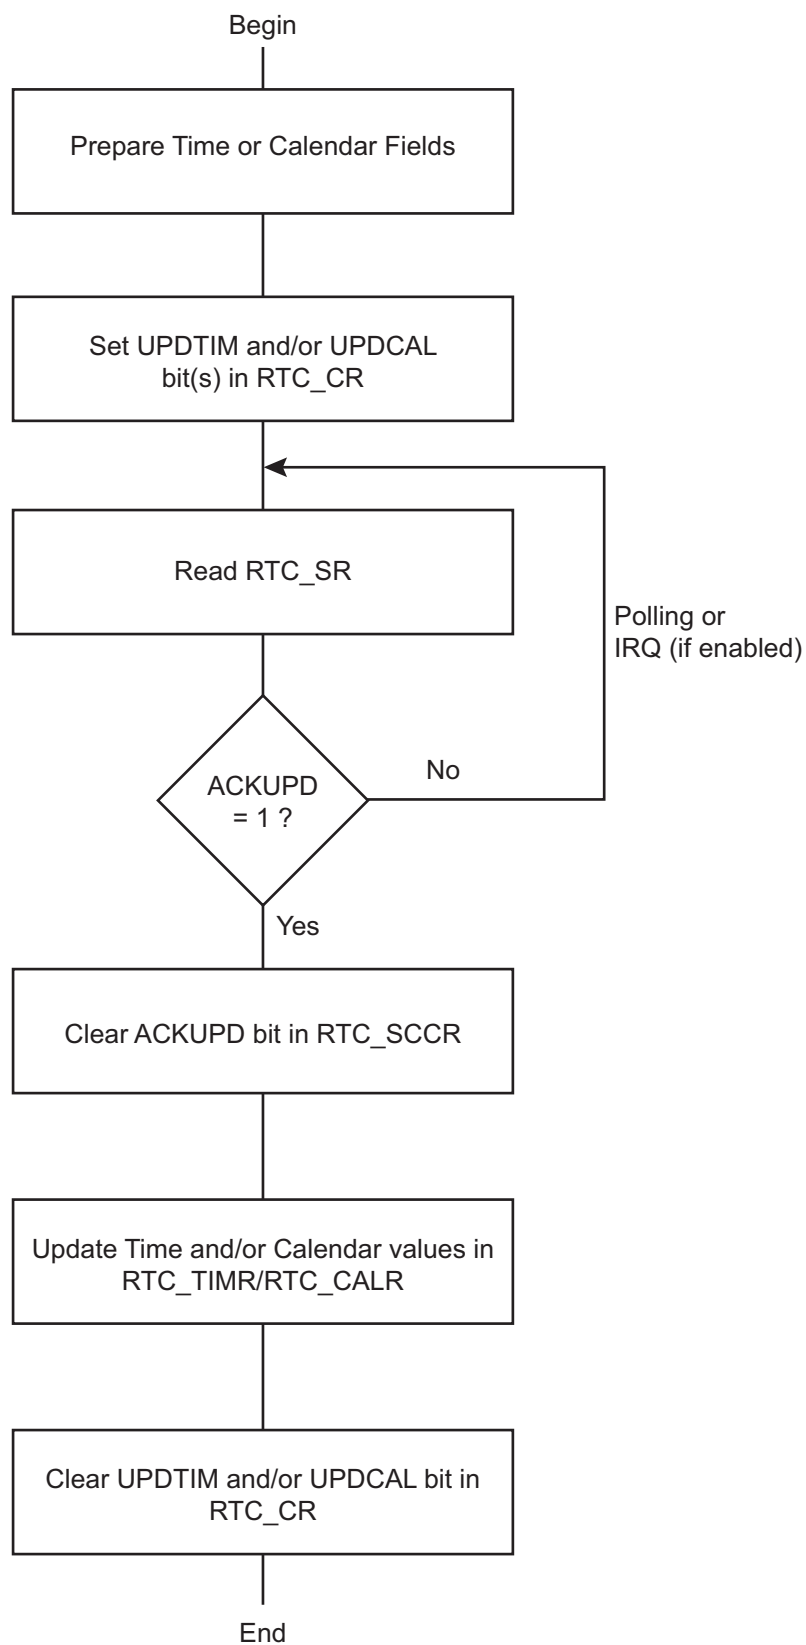 Begin
Prepare Time or Calendar Fields
Set UPDTIM and/or UPDCAL
bit(s) in RTC_CR
Read RTC_SR
Polling or
IRQ (if enabled)
ACKUPD
= 1 ?
No
Yes
Clear ACKUPD bit in RTC_SCCR
Update Time and/or Calendar values in
RTC_TIMR/RTC_CALR
Clear UPDTIM and/or UPDCAL bit in
RTC_CR
End